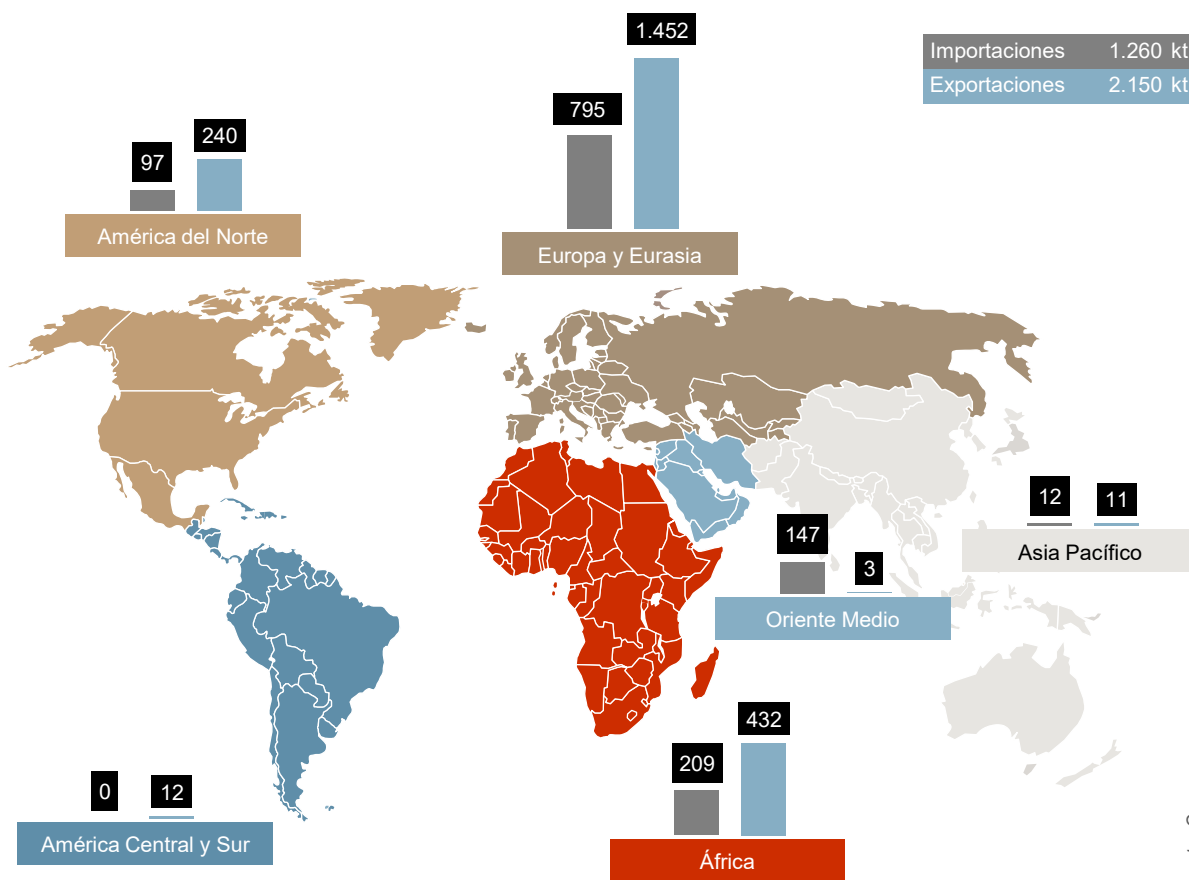 1.452
Importaciones 1.260 kt
Exportaciones 2.150 kt
795
240
97
América del Norte
Europa y Eurasia
12 11
147
Asia Pacífico
3
Oriente Medio
432
209
0 12
América Central y Sur
África